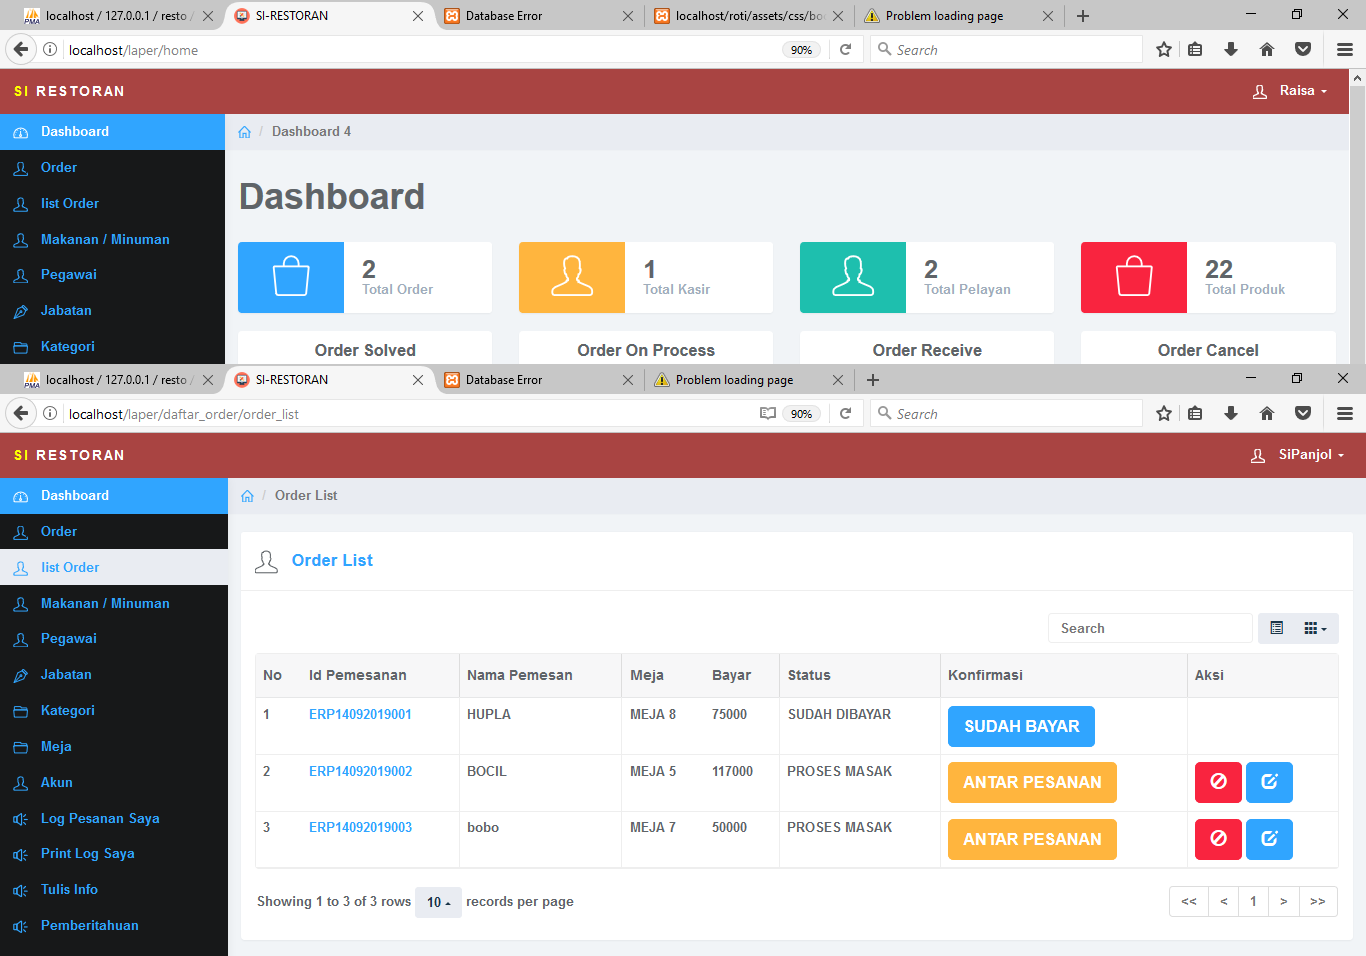 localhost / 127.0.0.1 / resto
SI-RESTORAN
Database Error
localhost/roti/assets/css/bo
Problem loading page
localhost/laper/home
90%
Search
SI RESTORAN
Raisa
Dashboard
Order
list Order
Makanan / Minuman
Pegawai
Jabatan
Kategori
/ Dashboard 4
Dashboard
2
Total Order
1
Total Kasir
2
Total Pelayan
22
Total Produk
Order Solved
Order On Process
Order Receive
Order Cancel
localhost / 127.0.0.1 / resto
SI-RESTORAN
Database Error
Problem loading page
localhost/laper/daftar_order/order_list
90%
Search
SI RESTORAN
SiPanjol
Dashboard
Order
list Order
Makanan / Minuman
Pegawai
Jabatan
Kategori
Meja
Akun
Log Pesanan Saya
Print Log Saya
Tulis Info
Pemberitahuan
/ Order List
Order List
Search
No Id Pemesanan Nama Pemesan Meja Bayar Status Konfirmasi Aksi
1 ERP14092019001 HUPLA MEJA 8 75000 SUDAH DIBAYAR SUDAH BAYAR
2 ERP14092019002 BOCIL MEJA 5 117000 PROSES MASAK ANTAR PESANAN
3 ERP14092019003 bobo MEJA 7 50000 PROSES MASAK ANTAR PESANAN
Showing 1 to 3 of 3 rows 10 records per page
<< < 1 > >>